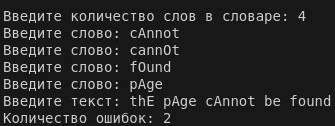 Введите количество слов в словаре: 4
Введите слово: cAnnot
Введите слово: cannOt
Введите слово: fOund
Введите слово: pAge
Введите текст: thE pAge cAnnot be found
Количество ошибок: 2